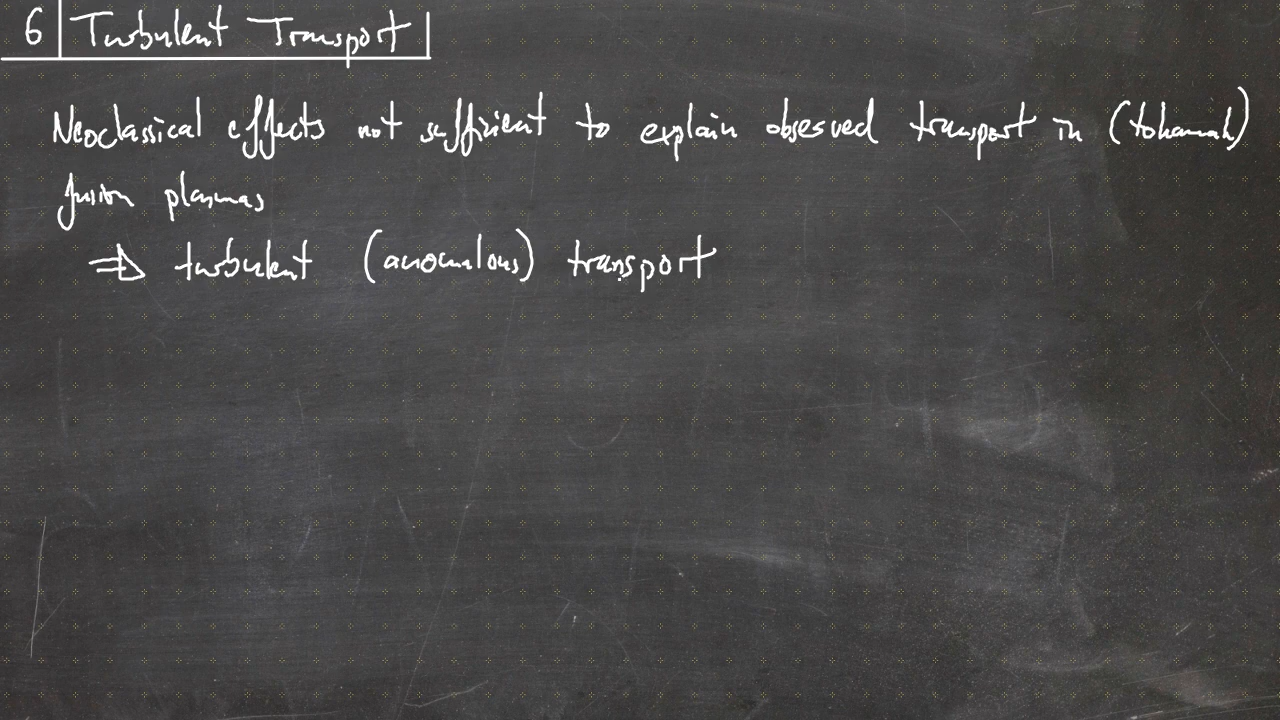 6 Turbulent Transport
Neoclassical effects not sufficient to explain observed transport in (tokamak)
fusion plasmas
⇒ turbulent (anomalous) transport